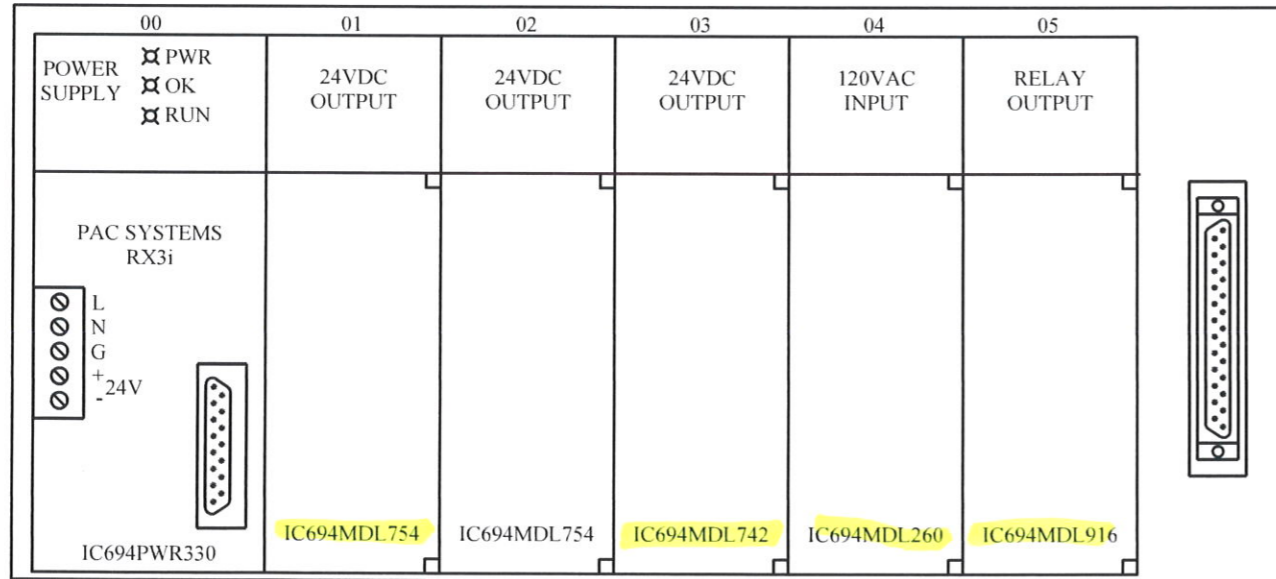 00
01
02
03
04
05
POWER
SUPPLY
PWR
OK
RUN
24VDC
OUTPUT
24VDC
OUTPUT
24VDC
OUTPUT
120VAC
INPUT
RELAY
OUTPUT
PAC SYSTEMS
RX3i
L
N
G
+
24V
-
IC694PWR330
IC694MDL754
IC694MDL754
IC694MDL742
IC694MDL260
IC694MDL916